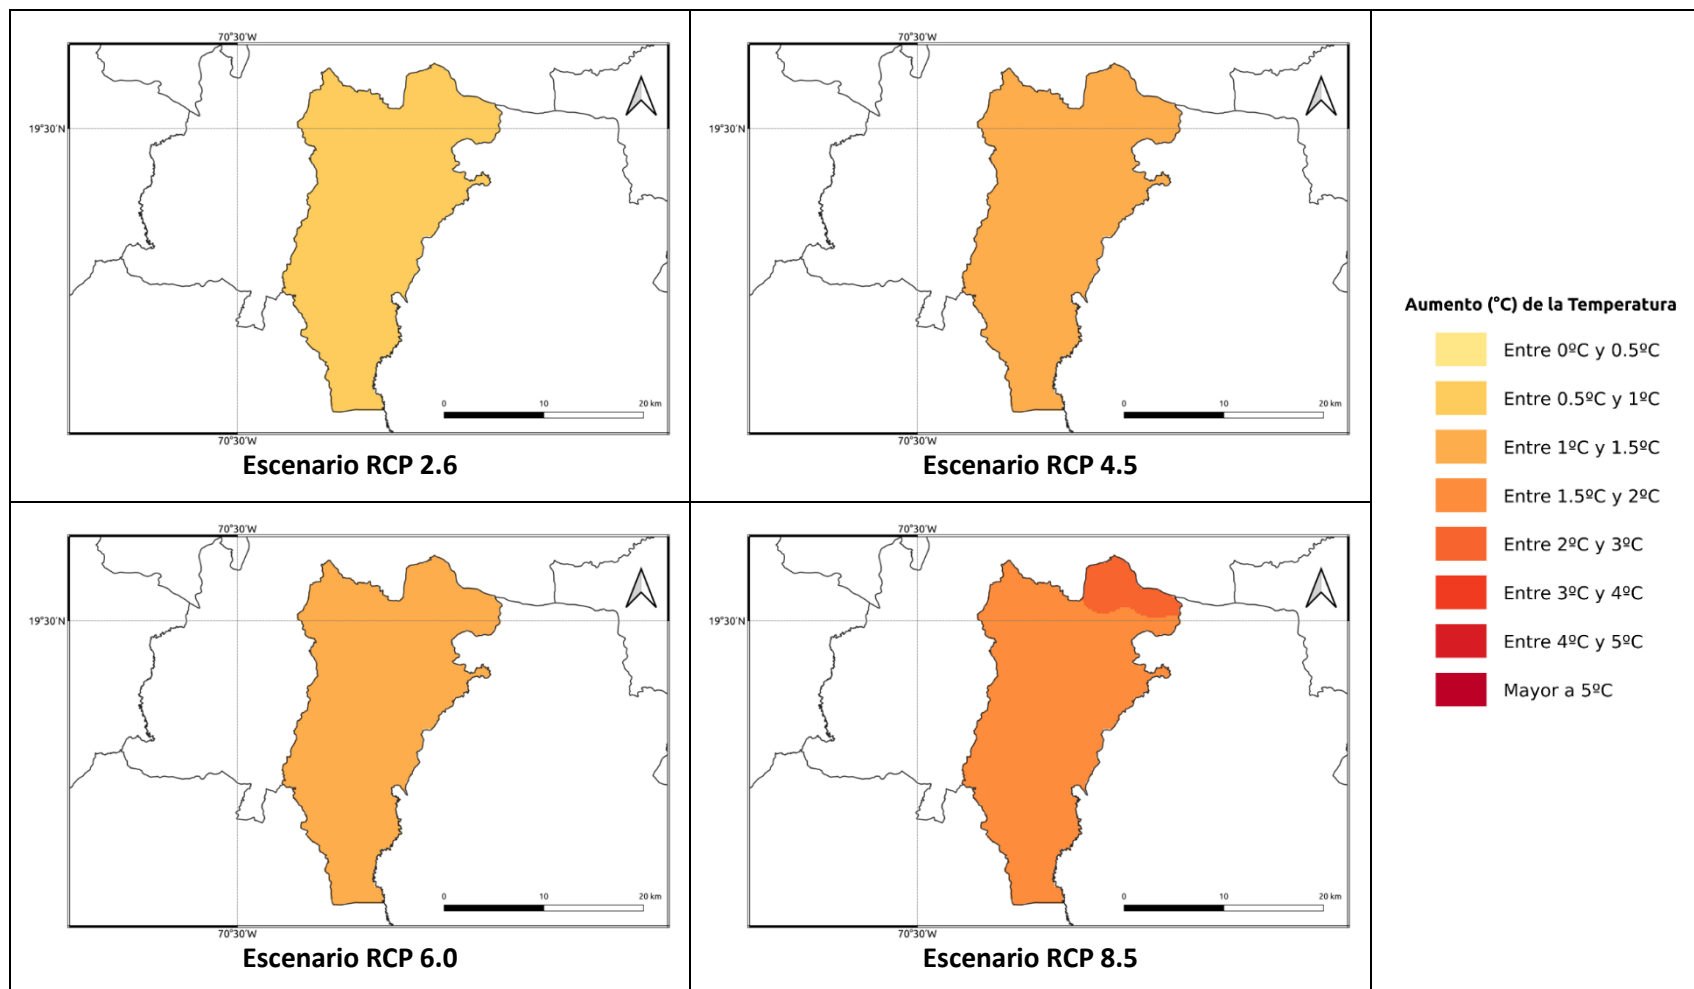 70°30'W
19°30'N
0 10 20 km
70°30'W
Escenario RCP 2.6
70°30'W
19°30'N
0 10 20 km
70°30'W
Escenario RCP 4.5
70°30'W
19°30'N
0 10 20 km
70°30'W
Escenario RCP 6.0
70°30'W
19°30'N
0 10 20 km
70°30'W
Escenario RCP 8.5
Aumento (°C) de la Temperatura
Entre 0ºC y 0.5ºC
Entre 0.5ºC y 1ºC
Entre 1ºC y 1.5ºC
Entre 1.5ºC y 2ºC
Entre 2ºC y 3ºC
Entre 3ºC y 4ºC
Entre 4ºC y 5ºC
Mayor a 5ºC